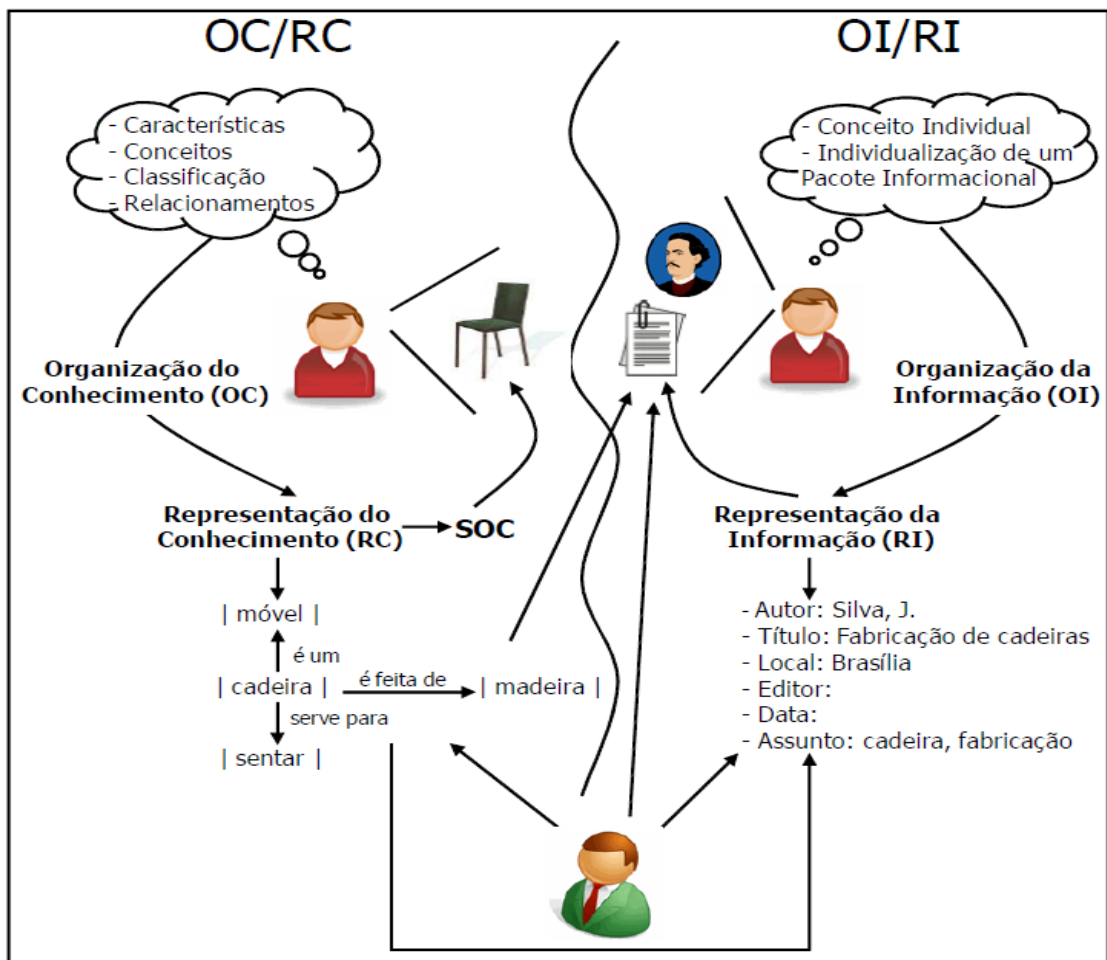 OC/RC
- Características
- Conceitos
- Classificação
- Relacionamentos
Organização do
Conhecimento (OC)
Representação do
Conhecimento (RC)
SOC
| móvel |
é um
| cadeira |
é feita de
| madeira |
serve para
| sentar |
OI/RI
- Conceito Individual
- Individualização de um
Pacote Informacional
Organização da
Informação (OI)
Representação da
Informação (RI)
- Autor: Silva, J.
- Título: Fabricação de cadeiras
- Local: Brasília
- Editor:
- Data:
- Assunto: cadeira, fabricação